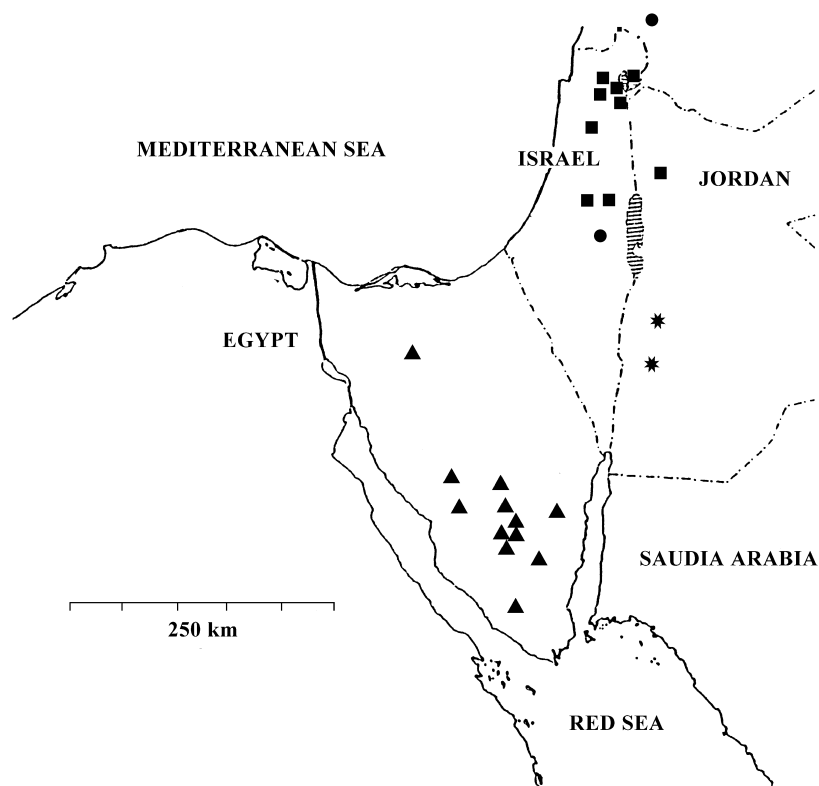 MEDITERRANEAN SEA
ISRAEL
JORDAN
EGYPT
SAUDIA ARABIA
250 km
RED SEA